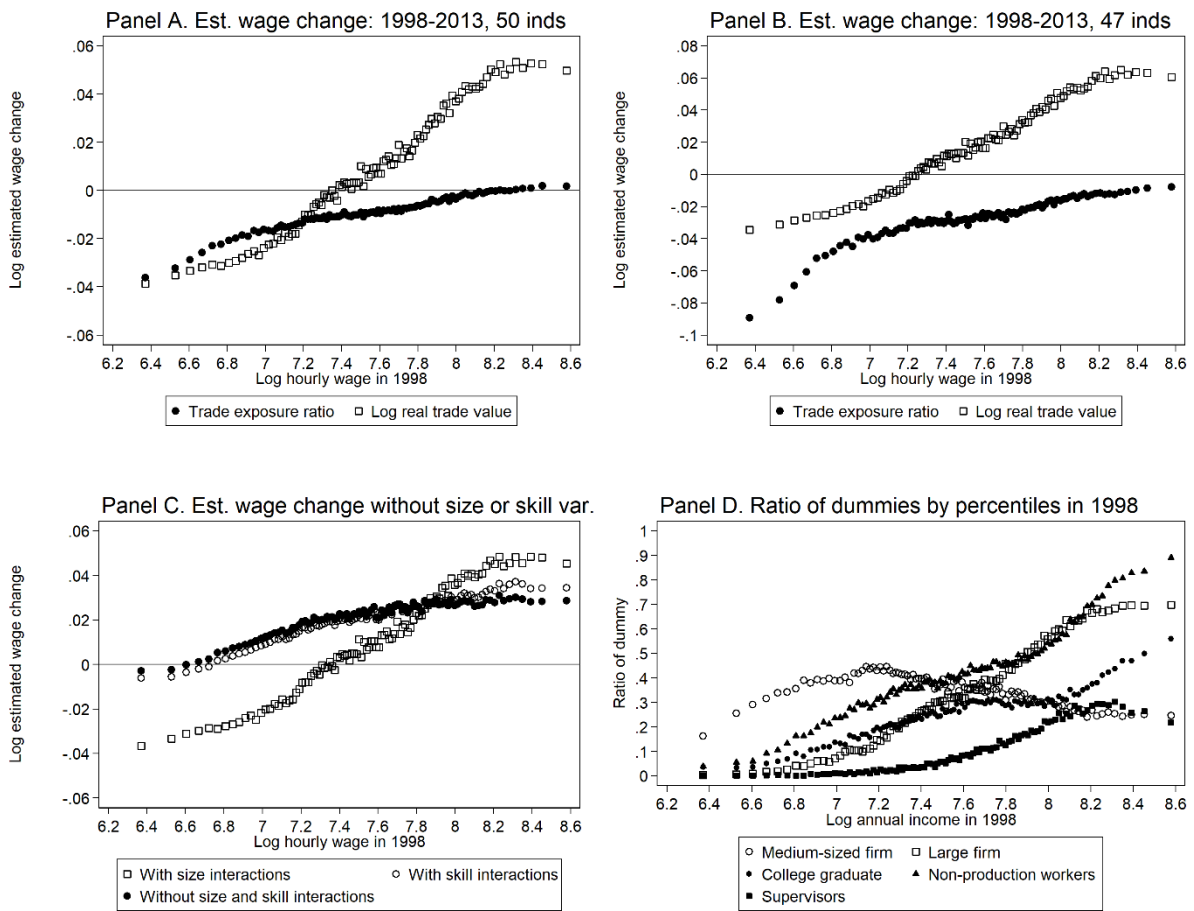 Panel A. Est. wage change: 1998-2013, 50 inds
Log estimated wage change
.06
.04
.02
0
-.02
-.04
-.06
6.2 6.4 6.6 6.8 7 7.2 7.4 7.6 7.8 8 8.2 8.4 8.6
Log hourly wage in 1998
Trade exposure ratio Log real trade value
Panel B. Est. wage change: 1998-2013, 47 inds
Log estimated wage change
.08
.06
.04
.02
0
-.02
-.04
-.06
-.08
-.1
6.2 6.4 6.6 6.8 7 7.2 7.4 7.6 7.8 8 8.2 8.4 8.6
Log hourly wage in 1998
Trade exposure ratio Log real trade value
Panel C. Est. wage change without size or skill var.
Log estimated wage change
.06
.04
.02
0
-.02
-.04
-.06
6.2 6.4 6.6 6.8 7 7.2 7.4 7.6 7.8 8 8.2 8.4 8.6
Log hourly wage in 1998
With size interactions With skill interactions
Without size and skill interactions
Panel D. Ratio of dummies by percentiles in 1998
Ratio of dummy
1
.9
.8
.7
.6
.5
.4
.3
.2
.1
0
6.2 6.4 6.6 6.8 7 7.2 7.4 7.6 7.8 8 8.2 8.4 8.6
Log annual income in 1998
Medium-sized firm Large firm
College graduate Non-production workers
Supervisors